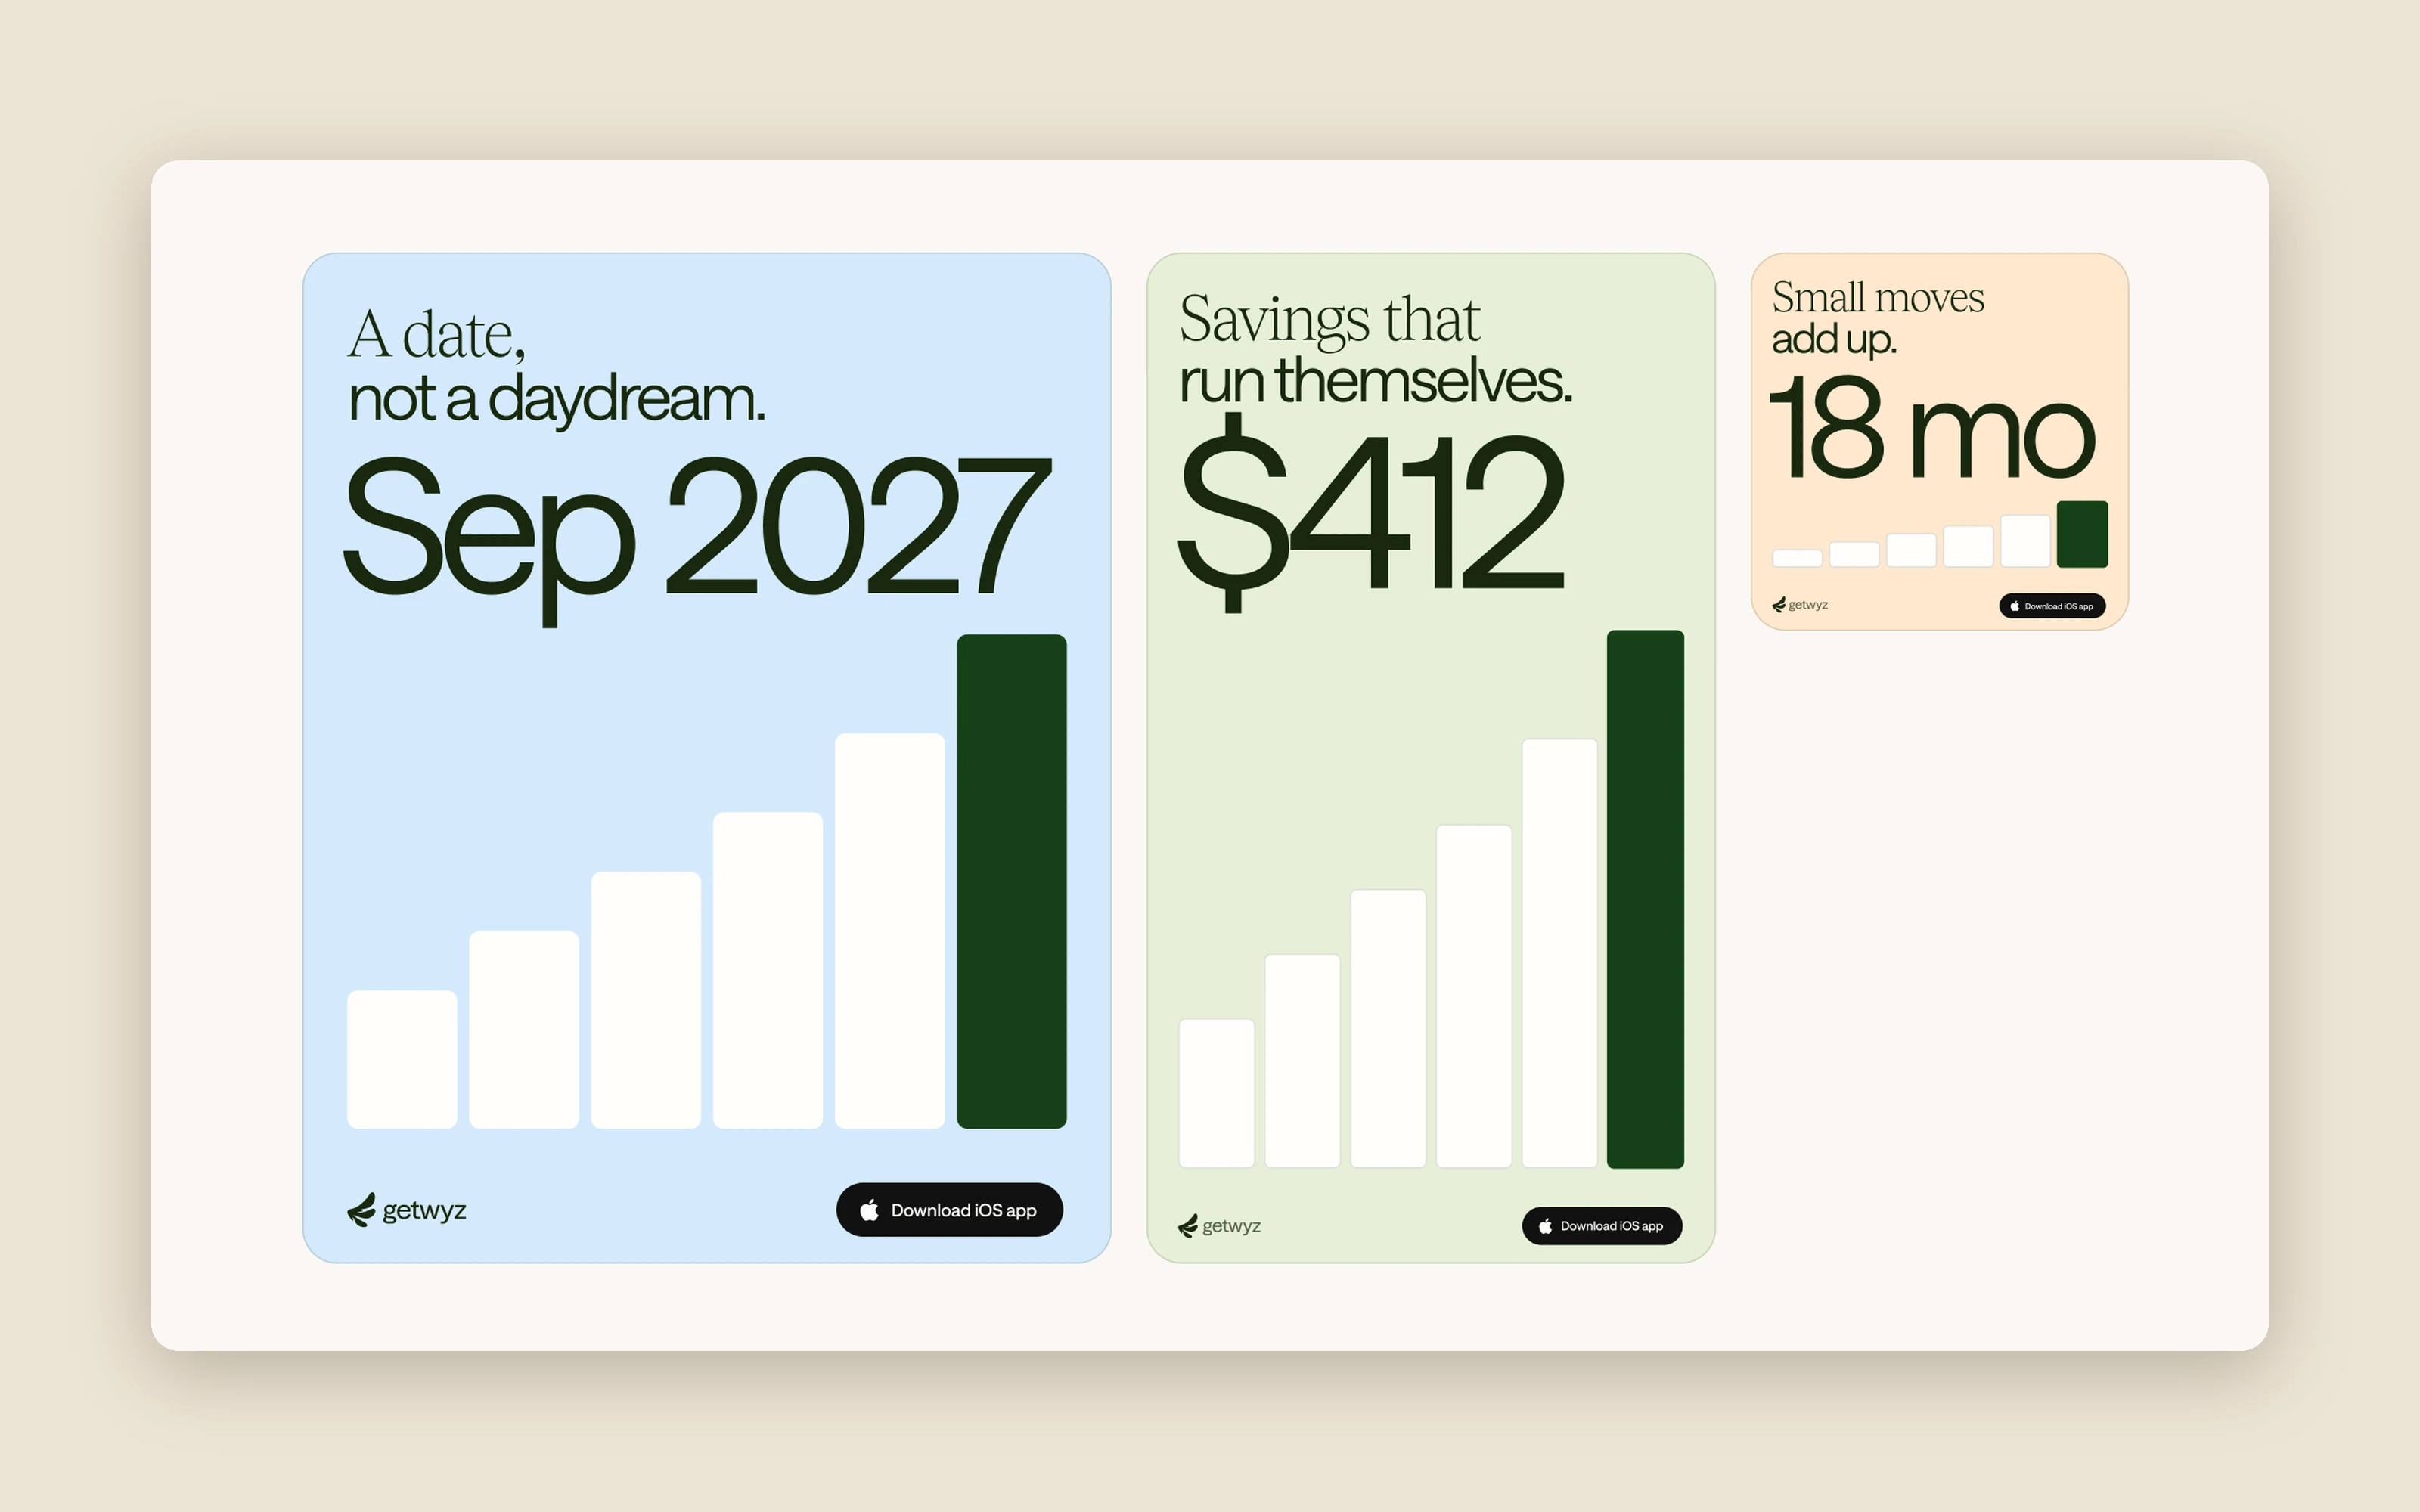 A date,
not a daydream.
Sep 2027
getwyz
Download iOS app
Savings that
run themselves.
$412
getwyz
Download iOS app
Small moves
add up.
18 mo
getwyz
Download iOS app